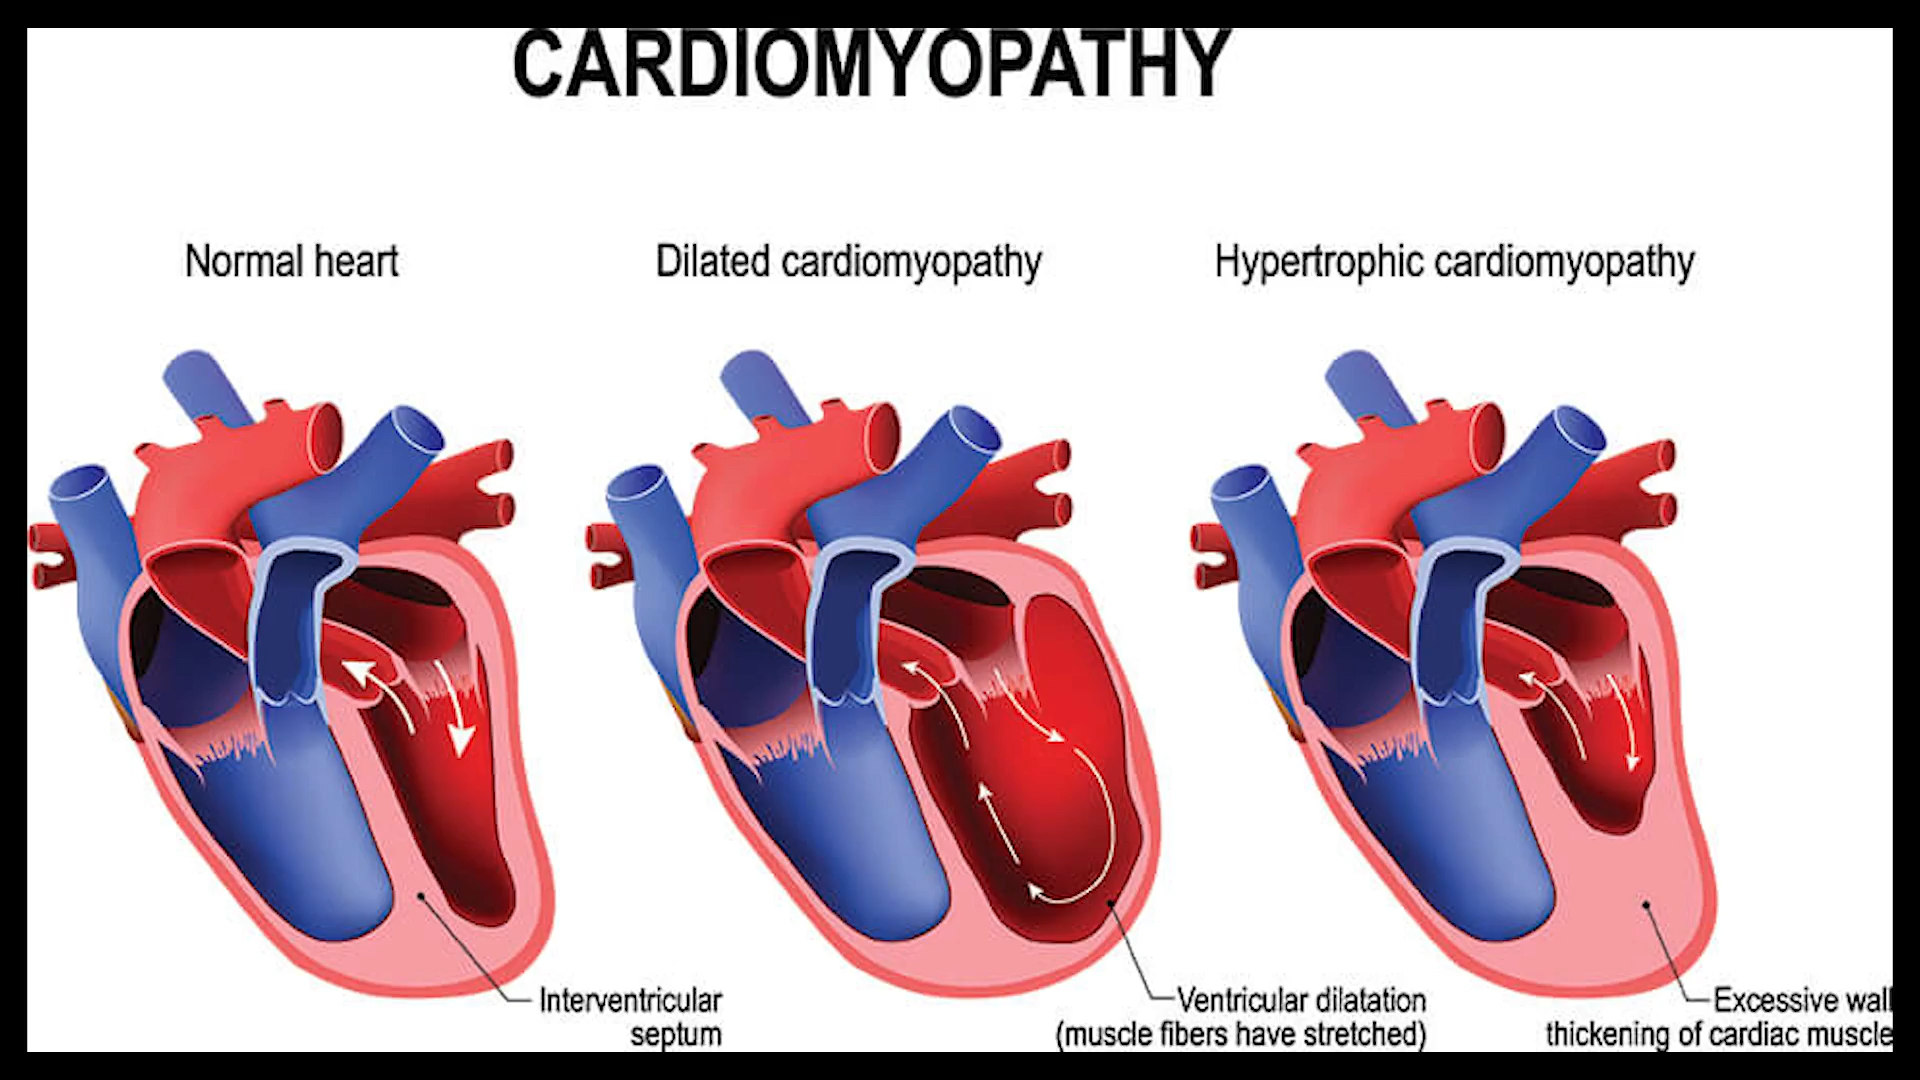 CARDIOMYOPATHY
Normal heart
Dilated cardiomyopathy
Hypertrophic cardiomyopathy
Interventricular
septum
Ventricular dilatation
(muscle fibers have stretched)
Excessive wall
thickening of cardiac muscle